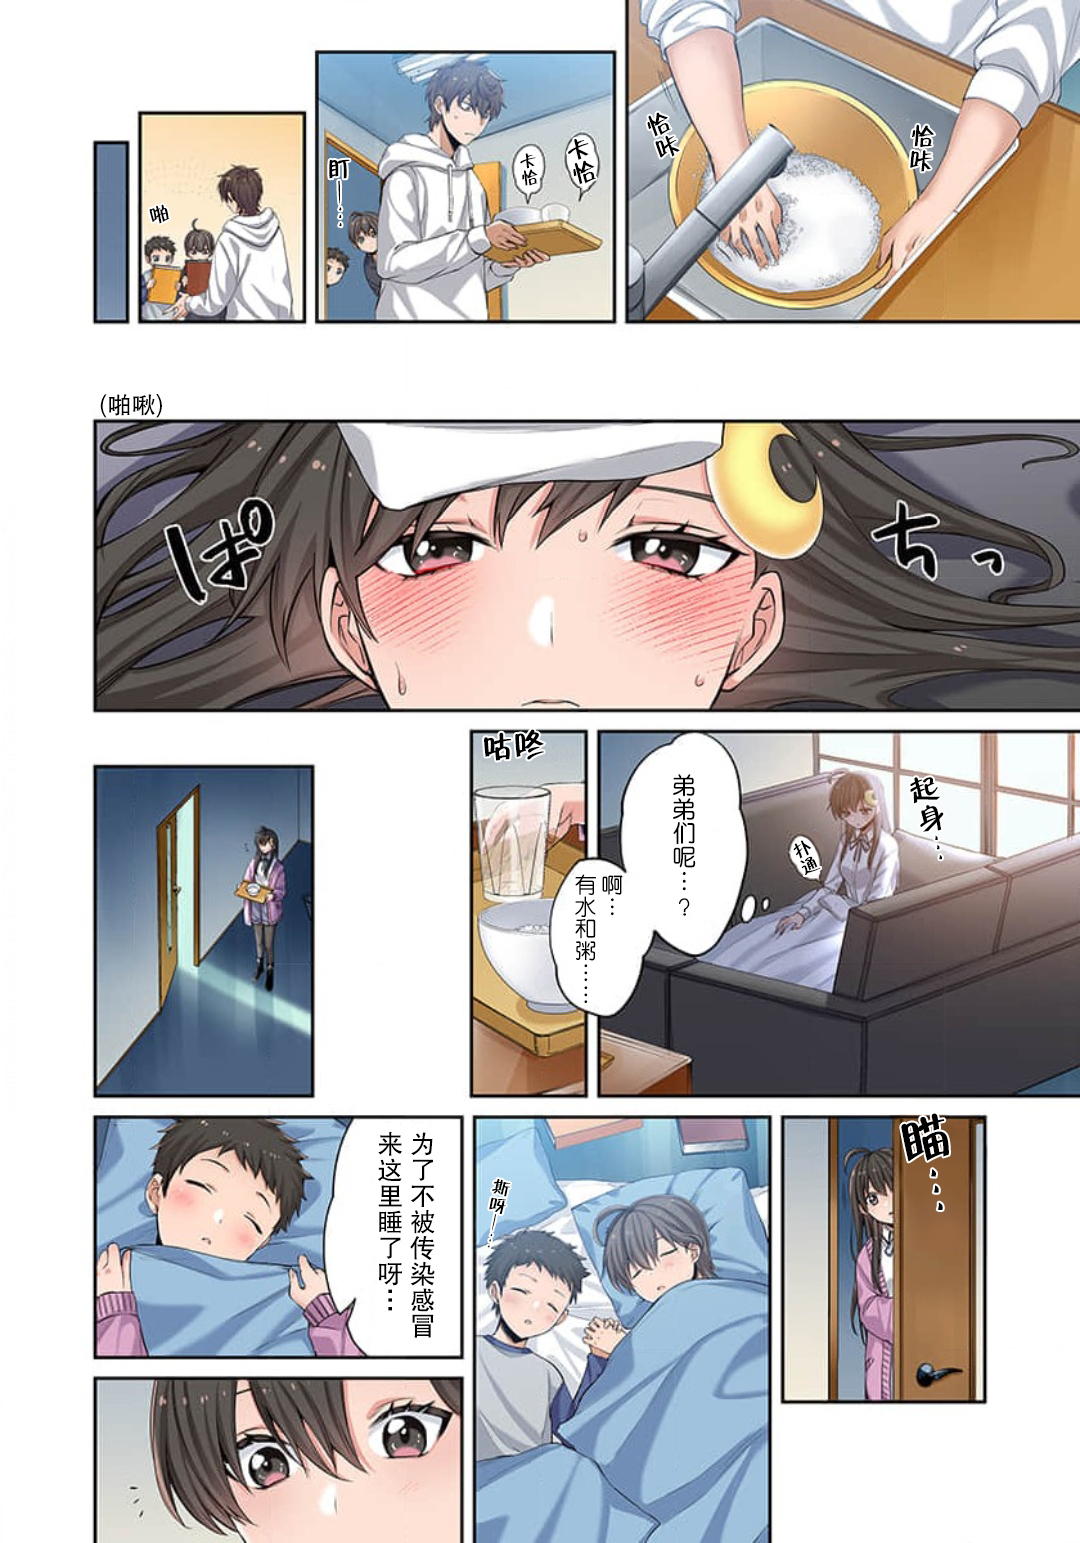 恰咔
恰咔
卡恰
卡恰
盯——……
啪
(啪啾)
ぱ
ちっ
起身……
扑通
弟弟们呢…?
啊…
有水和粥……
咕咚
瞄……
撕呀——……
为了不被传染感冒
来这里睡了呀…